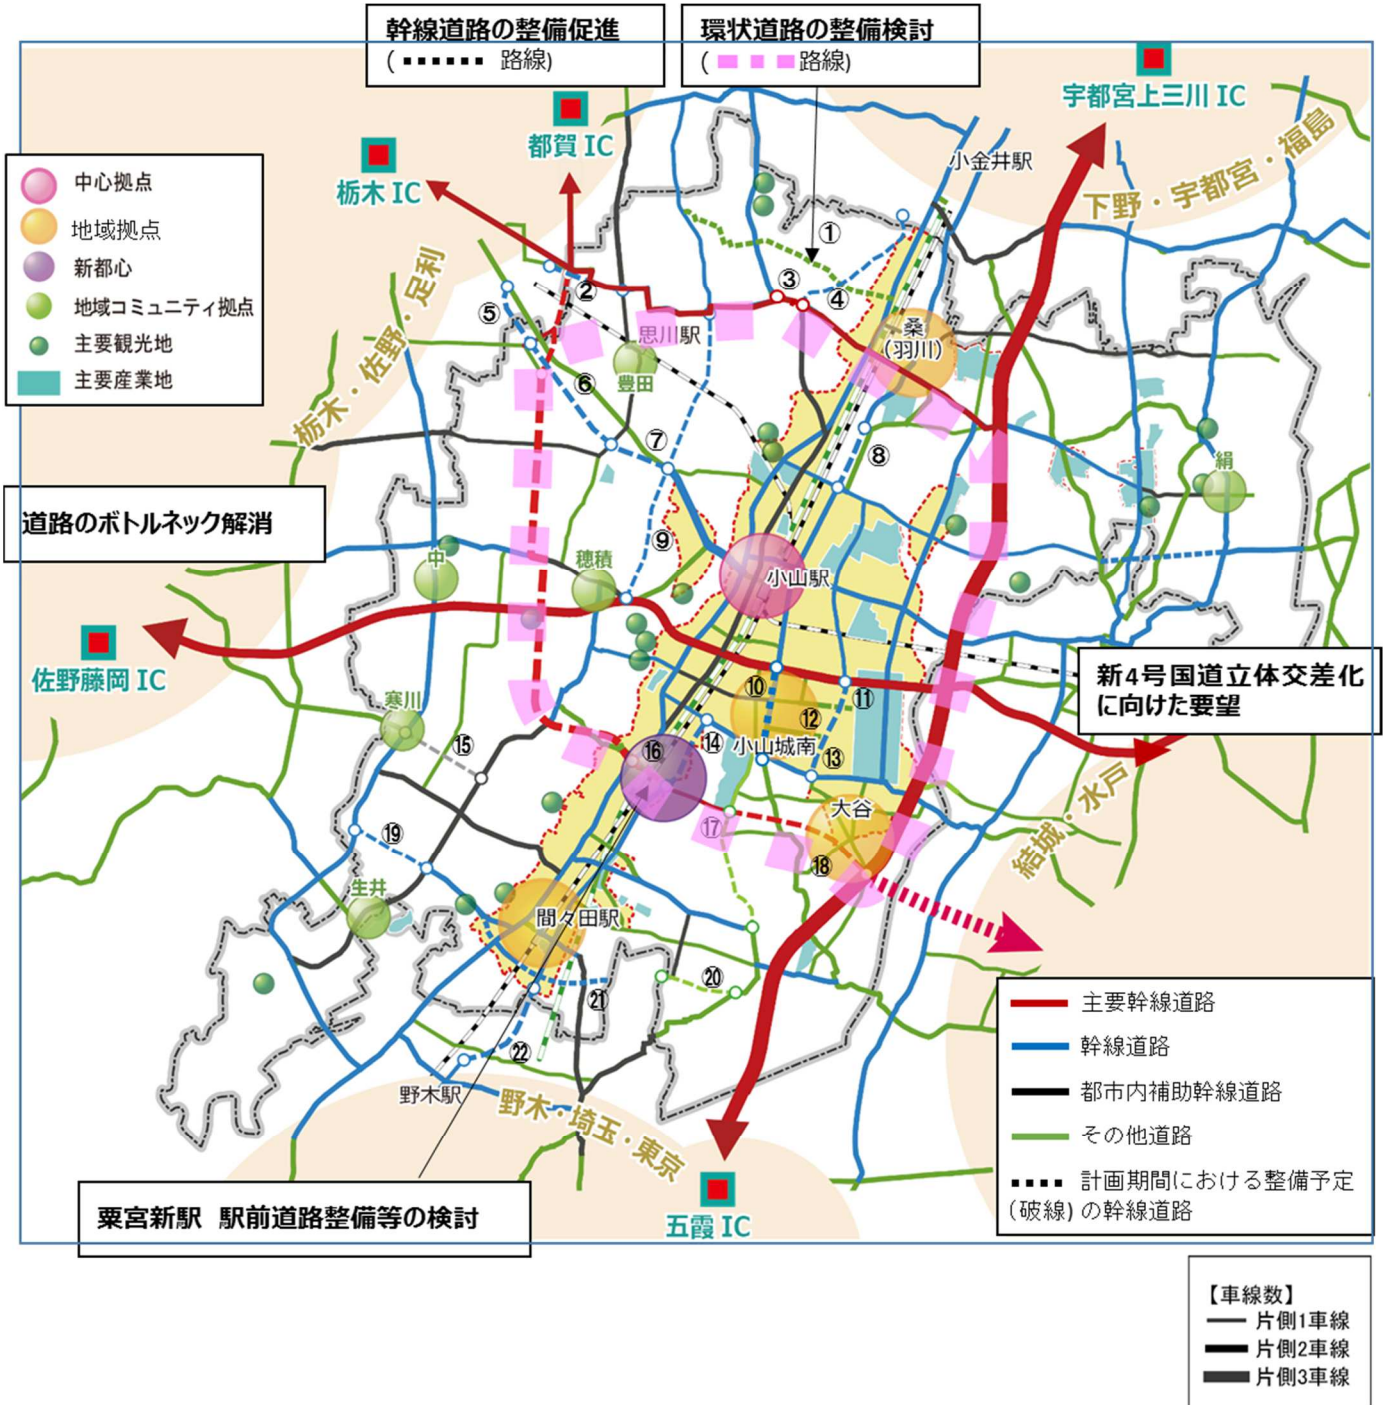 幹線道路の整備促進
( 路線)
環状道路の整備検討
( 路線)
宇都宮上三川 IC
都賀 IC
栃木 IC
小金井駅
下野・宇都宮・福島
中心拠点
地域拠点
新都心
地域コミュニティ拠点
主要観光地
主要産業地
栃木・佐野・足利
①
②
③
④
⑤
思川駅
桑
(羽川)
豊田
⑥
⑦
⑧
絹
道路のボトルネック解消
⑨
中
穂積
小山駅
佐野藤岡 IC
新4号国道立体交差化
に向けた要望
寒川
⑩
⑪
⑫
⑮
⑯
⑭
小山城南
⑬
結城・水戸
大谷
⑰
⑱
⑲
生井
間々田駅
⑳
㉑
㉒
野木駅
野木・埼玉・東京
粟宮新駅 駅前道路整備等の検討
五霞 IC
主要幹線道路
幹線道路
都市内補助幹線道路
その他道路
計画期間における整備予定
(破線) の幹線道路
【車線数】
片側1車線
片側2車線
片側3車線